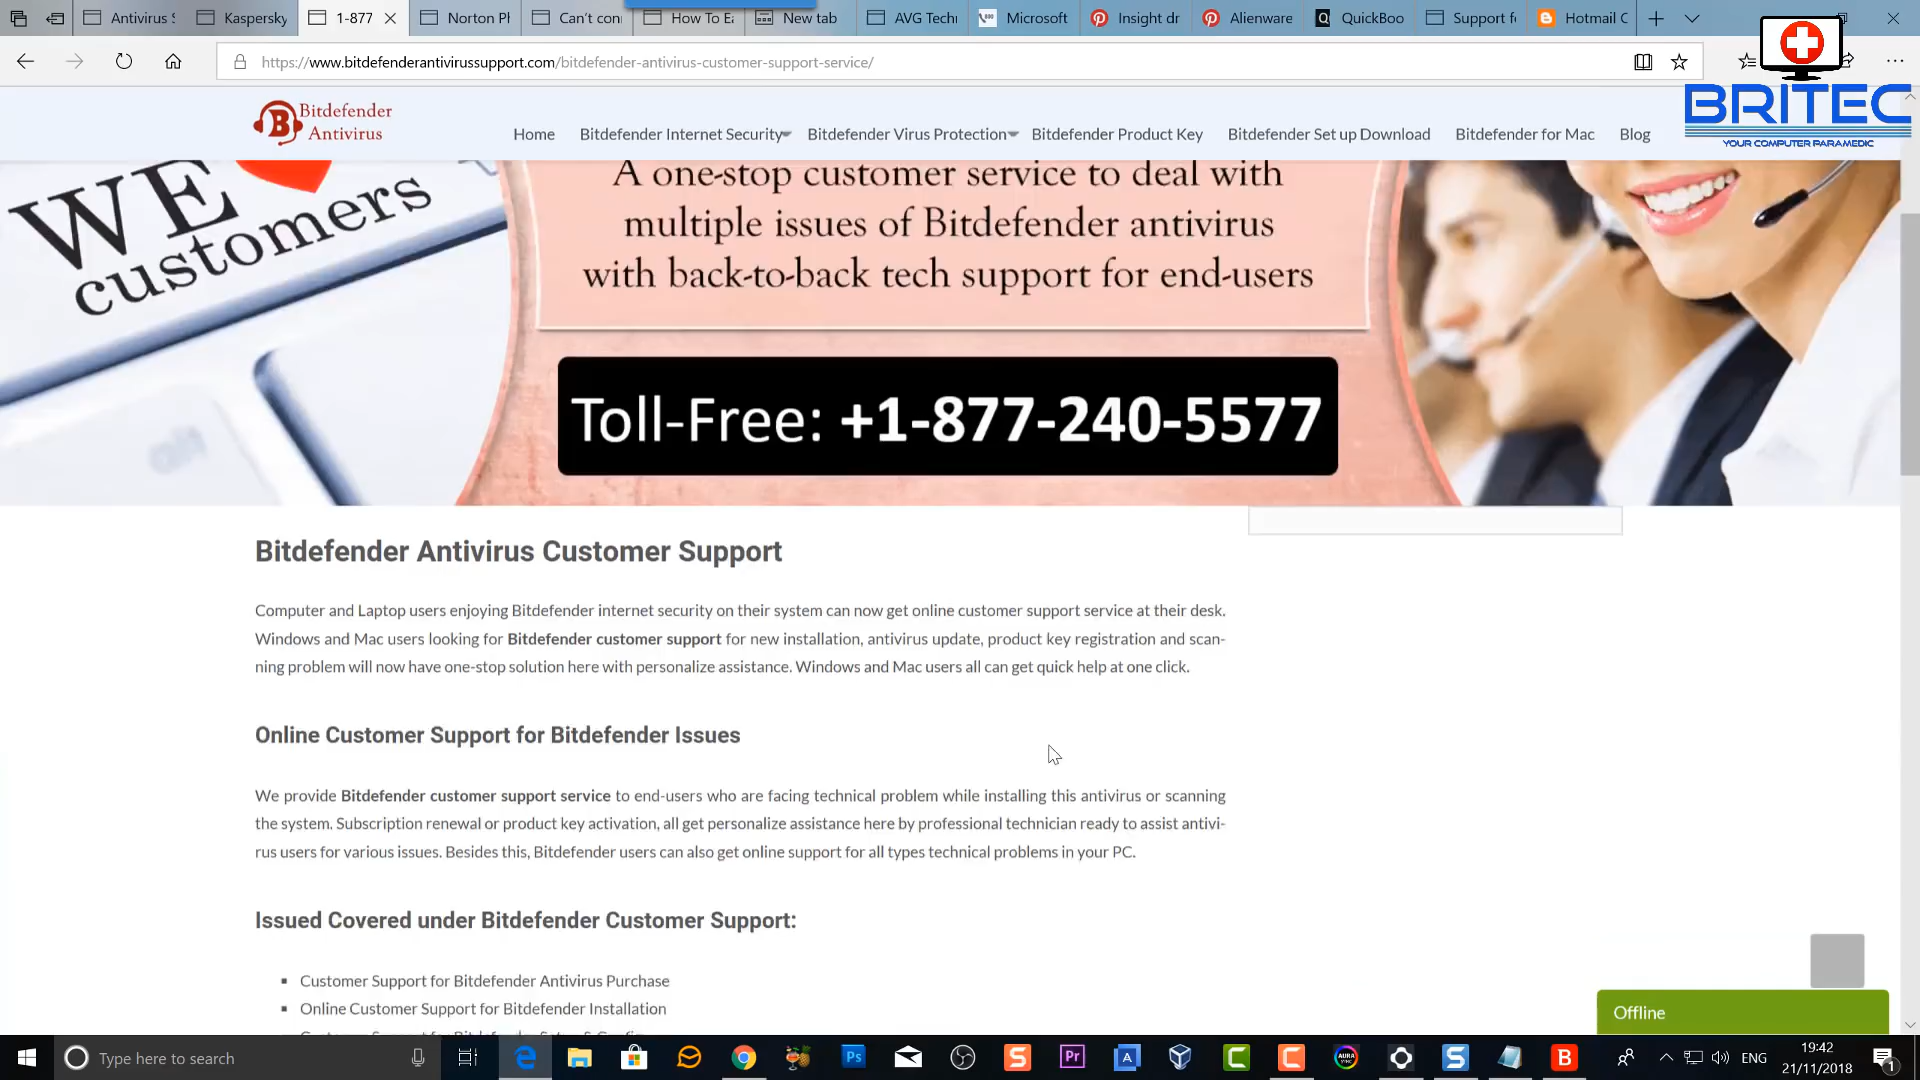 Antivirus S
Kaspersky
1-877
Norton Ph
Can't con
How To Ea
New tab
AVG Tech
Microsoft
Insight dr
Alienware
QuickBoo
Support fo
Hotmail C
https://www.bitdefenderantivirussupport.com/bitdefender-antivirus-customer-support-service/
BRITEC
YOUR COMPUTER PARAMEDIC
B Bitdefender
Antivirus
Home
Bitdefender Internet Security
Bitdefender Virus Protection
Bitdefender Product Key
Bitdefender Set up Download
Bitdefender for Mac
Blog
WE
customers
A one-stop customer service to deal with
multiple issues of Bitdefender antivirus
with back-to-back tech support for end-users
Toll-Free: +1-877-240-5577
Bitdefender Antivirus Customer Support
Computer and Laptop users enjoying Bitdefender internet security on their system can now get online customer support service at their desk.
Windows and Mac users looking for Bitdefender customer support for new installation, antivirus update, product key registration and scan-
ning problem will now have one-stop solution here with personalize assistance. Windows and Mac users all can get quick help at one click.
Online Customer Support for Bitdefender Issues
We provide Bitdefender customer support service to end-users who are facing technical problem while installing this antivirus or scanning
the system. Subscription renewal or product key activation, all get personalize assistance here by professional technician ready to assist antivi-
rus users for various issues. Besides this, Bitdefender users can also get online support for all types technical problems in your PC.
Issued Covered under Bitdefender Customer Support:
Customer Support for Bitdefender Antivirus Purchase
Online Customer Support for Bitdefender Installation
Offline
Type here to search
ENG
19:42
21/11/2018